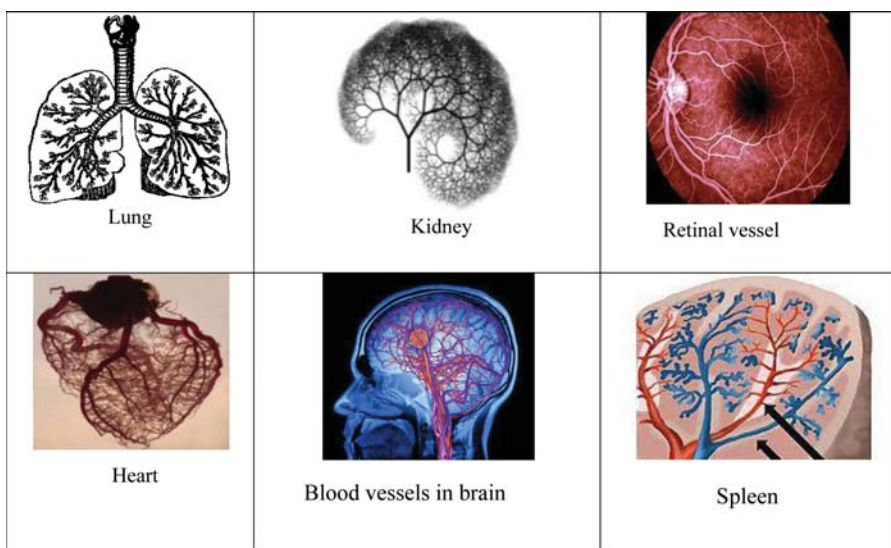 Lung
Kidney
Retinal vessel
Heart
Blood vessels in brain
Spleen